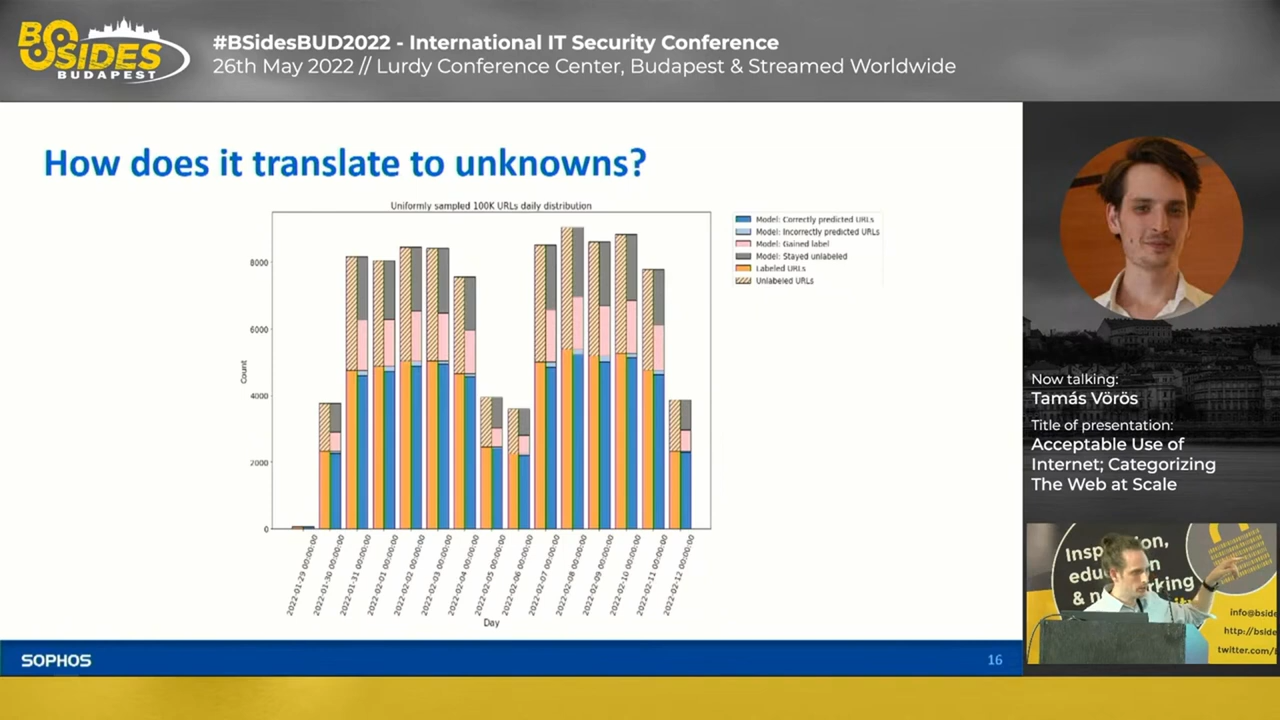 BSIDES
BUDAPEST
#BSidesBUD2022 - International IT Security Conference
26th May 2022 // Lurdy Conference Center, Budapest & Streamed Worldwide
How does it translate to unknowns?
Uniformly sampled 100K URLs daily distribution
Model: Correctly predicted URLs
Model: Incorrectly predicted URLs
Model: Gained label
Model: Stayed unlabeled
Labeled URLs
Unlabeled URLs
Count
8000
6000
4000
2000
0
2022-01-29 00:00:00
2022-01-30 00:00:00
2022-01-31 00:00:00
2022-02-01 00:00:00
2022-02-02 00:00:00
2022-02-03 00:00:00
2022-02-04 00:00:00
2022-02-05 00:00:00
2022-02-06 00:00:00
2022-02-07 00:00:00
2022-02-08 00:00:00
2022-02-09 00:00:00
2022-02-10 00:00:00
2022-02-11 00:00:00
2022-02-12 00:00:00
Day
SOPHOS
16
Now talking:
Tamás Vörös
Title of presentation:
Acceptable Use of
Internet; Categorizing
The Web at Scale
info@bside
http://bside
twitter.com/